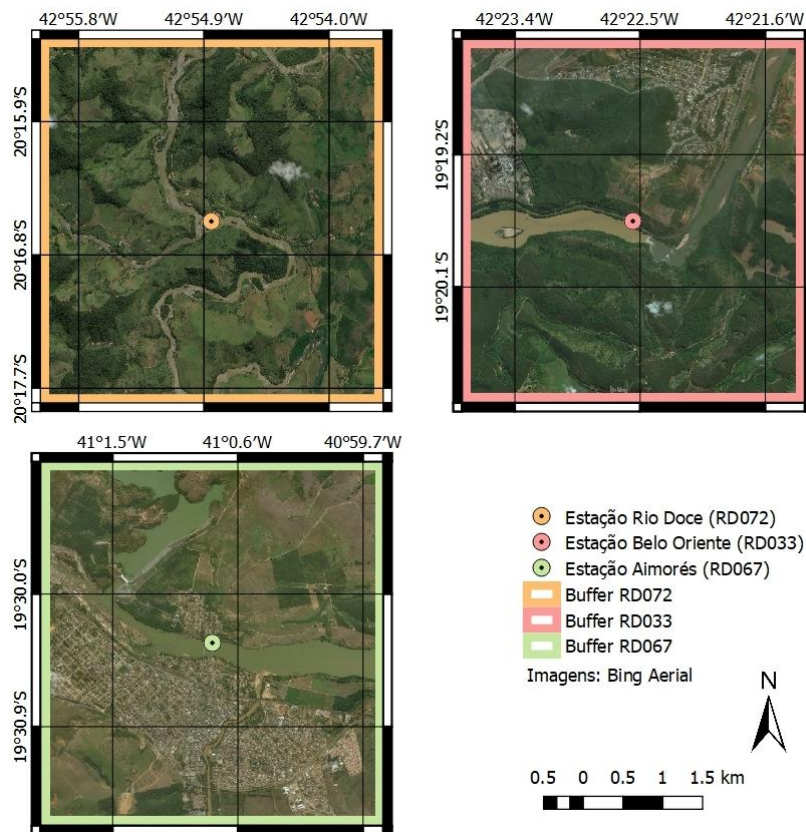 42°55.8′W 42°54.9′W 42°54.0′W
20°15.9′S
20°16.8′S
20°17.7′S
42°23.4′W 42°22.5′W 42°21.6′W
19°19.2′S
19°20.1′S
41°1.5′W 41°0.6′W 40°59.7′W
19°30.0′S
19°30.9′S
Estação Rio Doce (RD072)
Estação Belo Oriente (RD033)
Estação Aimorés (RD067)
Buffer RD072
Buffer RD033
Buffer RD067
Imagens: Bing Aerial
N
0.5 0 0.5 1 1.5 km